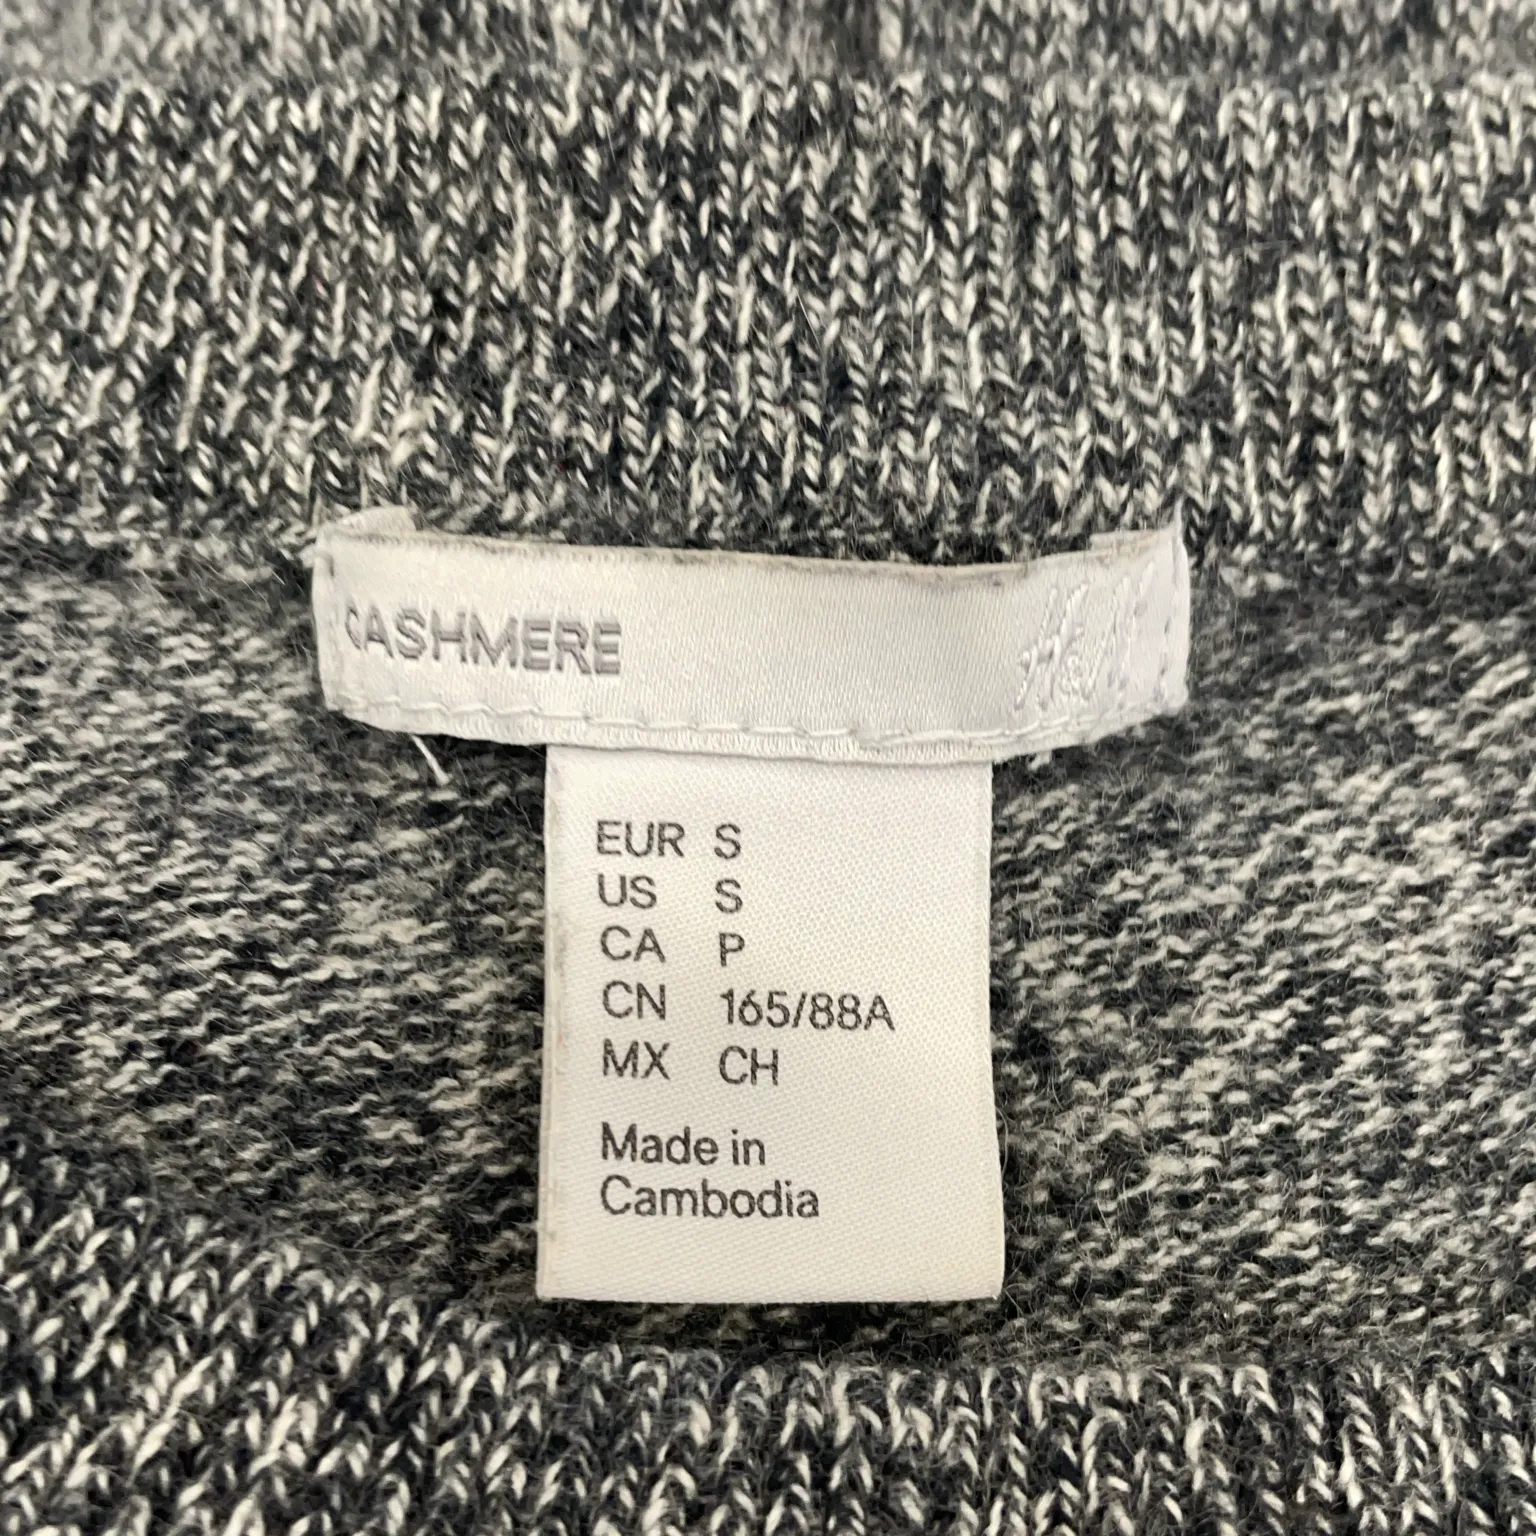 CASHMERE H&M
EUR S
US S
CA P
CN 165/88A
MX CH
Made in
Cambodia